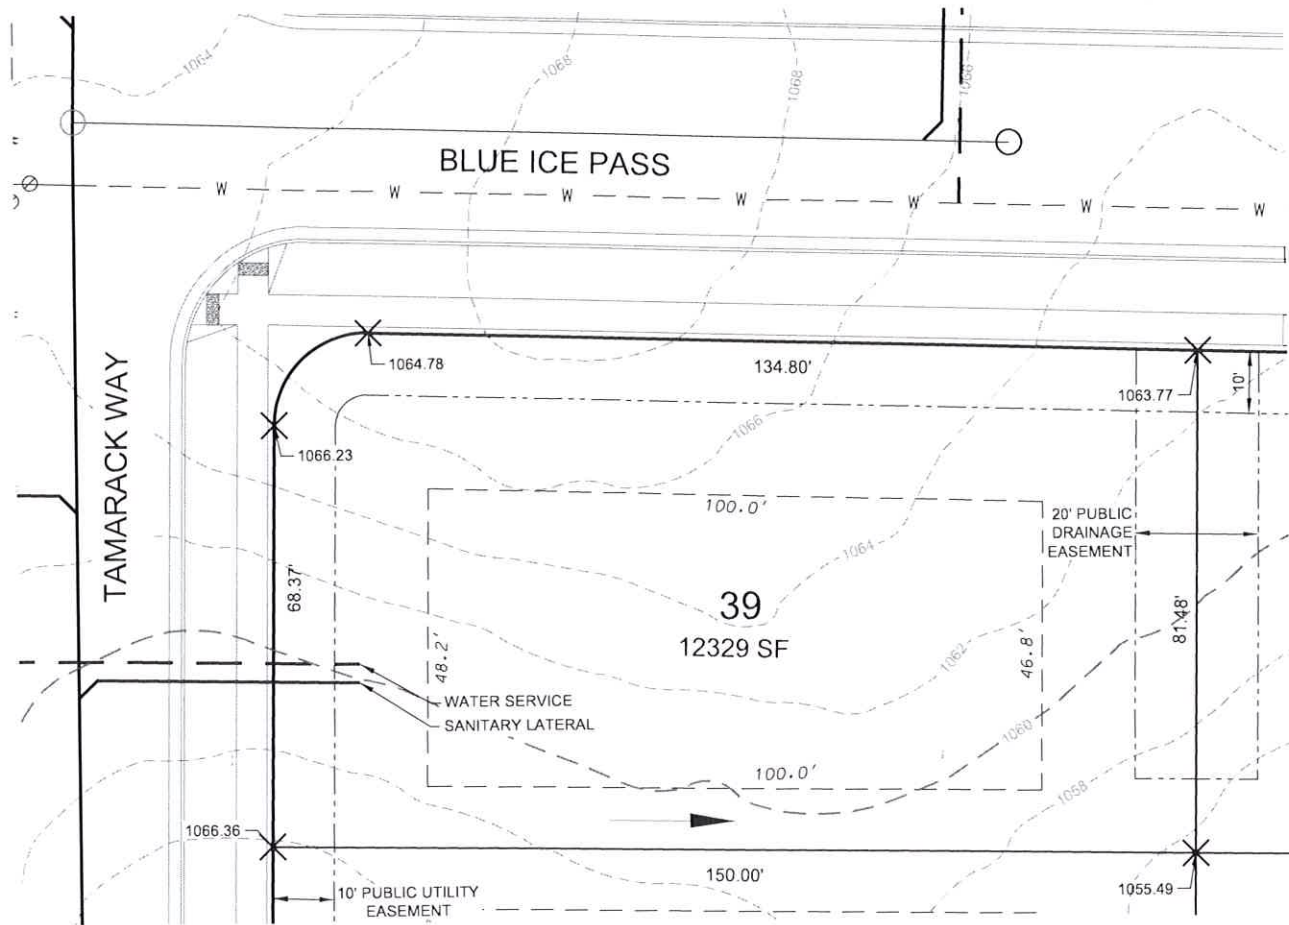 1064
1068
1068
1066
BLUE ICE PASS
W W W W W W W
TAMARACK WAY
1064.78
134.80'
1063.77
10'
1066.23
1066
100.0'
20' PUBLIC
DRAINAGE
EASEMENT
1064
68.37'
39
12329 SF
48.2'
46.8'
81.48'
1062
WATER SERVICE
SANITARY LATERAL
1060
100.0'
1058
1066.36
150.00'
1055.49
10' PUBLIC UTILITY
EASEMENT